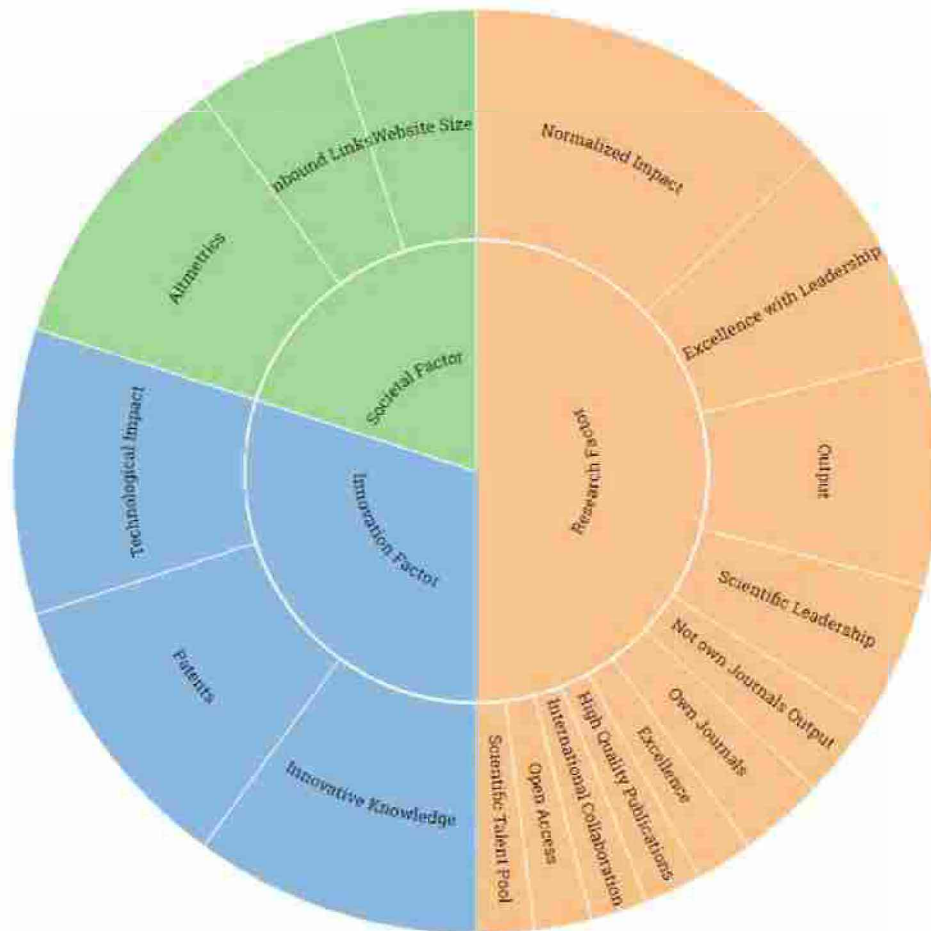 Website Size
nbound Links
Altmetrics
Societal Factor
Technological Impact
Patents
Innovative Knowledge
Innovation Factor
Research Factor
Normalized Impact
Excellence with Leadership
Output
Scientific Leadership
Not own Journals Output
Own Journals
Excellence
High Quality Publications
International Collaboration
Open Access
Scientific Talent Pool